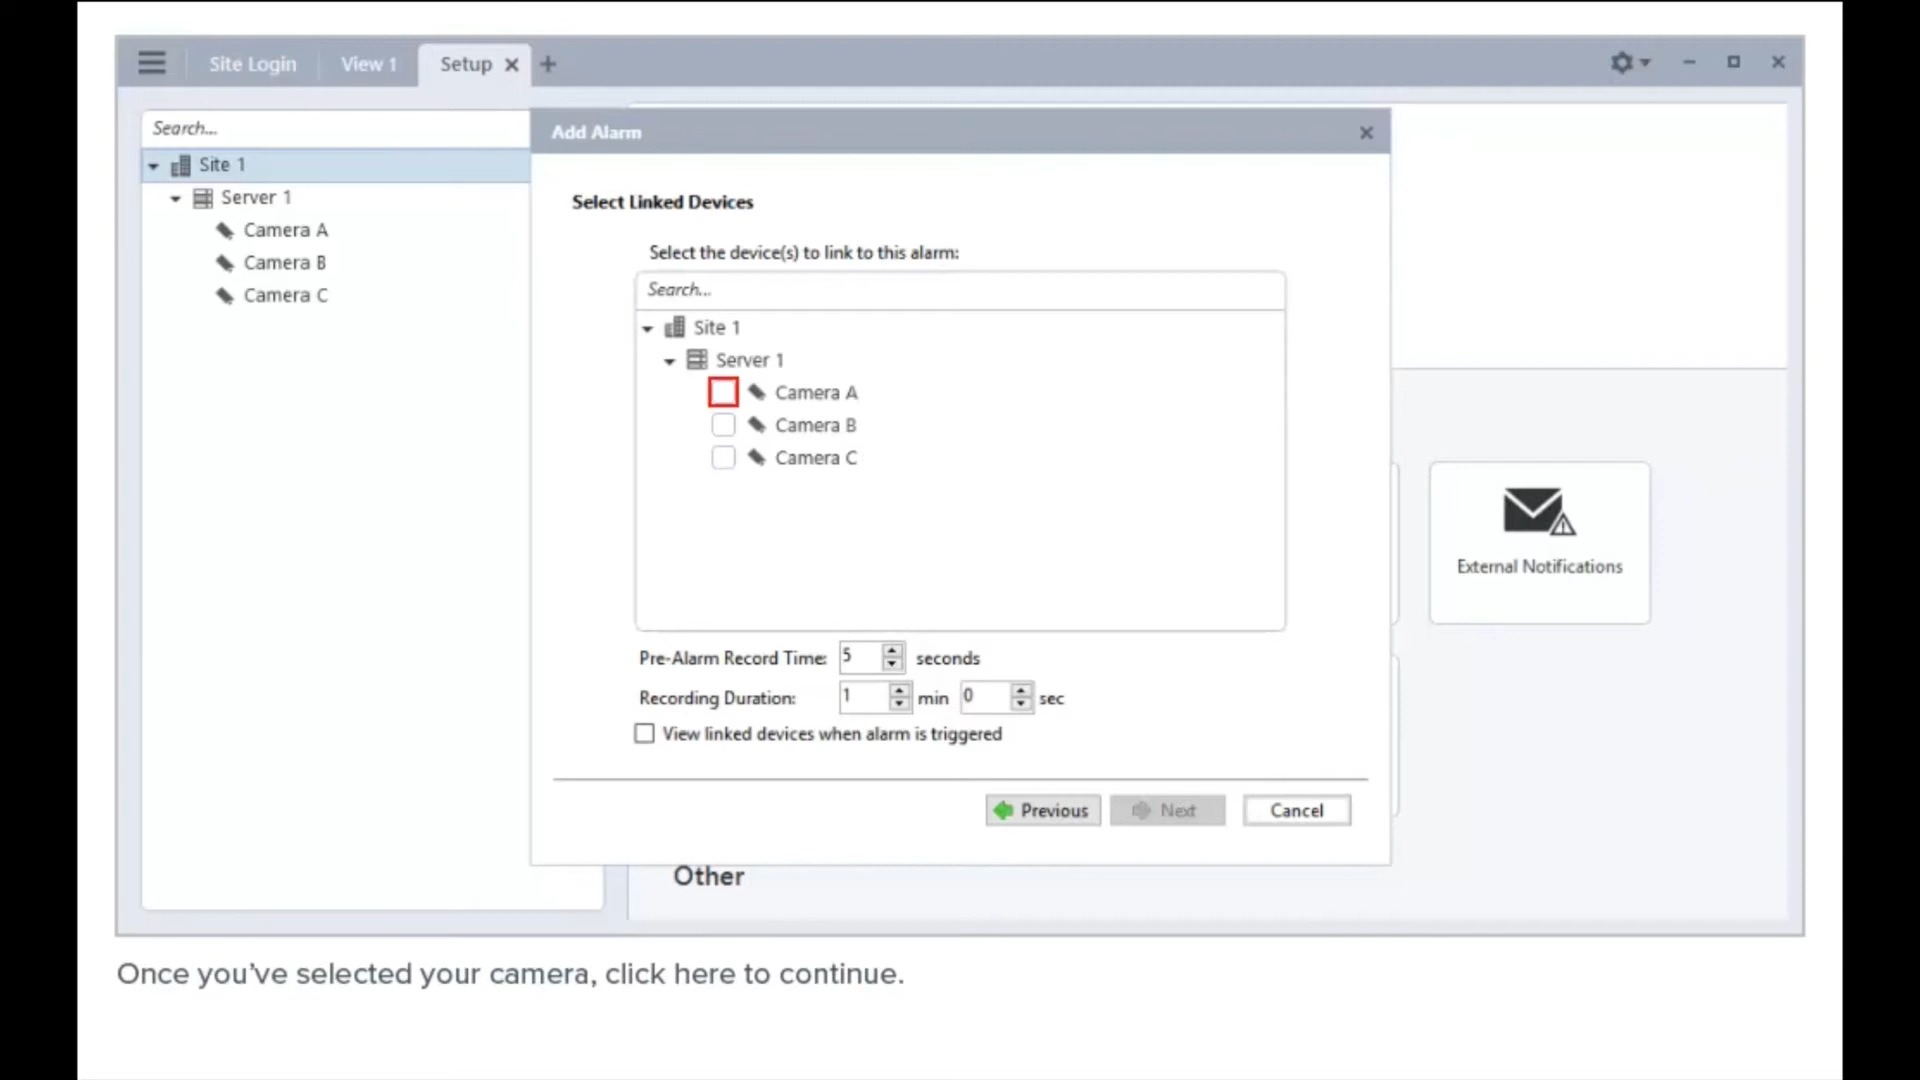 Site Login
View 1
Setup
Search...
Site 1
Server 1
Camera A
Camera B
Camera C
Add Alarm
Select Linked Devices
Select the device(s) to link to this alarm:
Search...
Site 1
Server 1
Camera A
Camera B
Camera C
Pre-Alarm Record Time: 5 seconds
Recording Duration: 1 min 0 sec
View linked devices when alarm is triggered
Previous
Next
Cancel
External Notifications
Other
Once you've selected your camera, click here to continue.